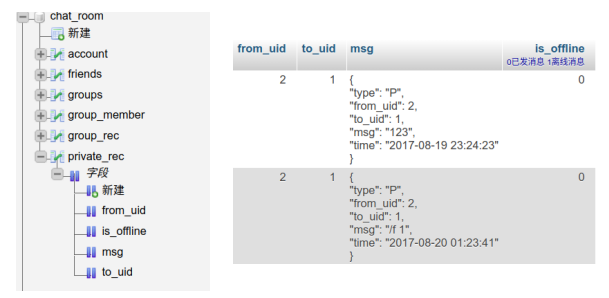 chat_room
新建
account
friends
groups
group_member
group_rec
private_rec
字段
新建
from_uid
is_offline
msg
to_uid
from_uid to_uid msg is_offline
0已发消息 1离线消息
2 1 { 0
"type": "P",
"from_uid": 2,
"to_uid": 1,
"msg": "123",
"time": "2017-08-19 23:24:23"
}
2 1 { 0
"type": "P",
"from_uid": 2,
"to_uid": 1,
"msg": "/f 1",
"time": "2017-08-20 01:23:41"
}